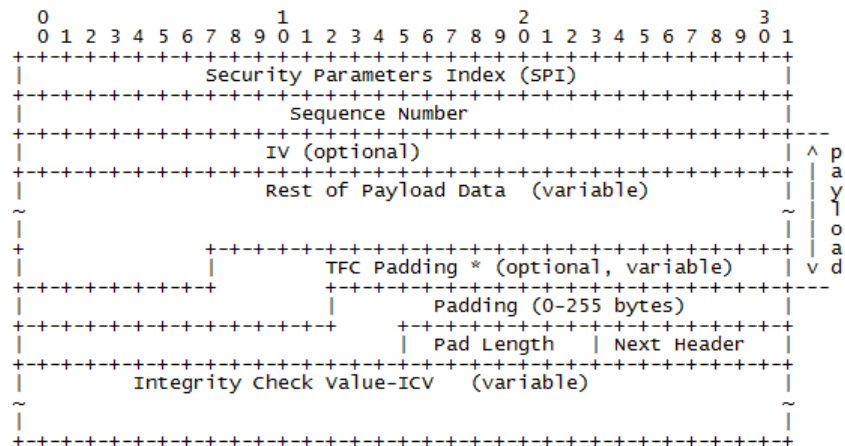 0                   1                   2                   3
0 1 2 3 4 5 6 7 8 9 0 1 2 3 4 5 6 7 8 9 0 1 2 3 4 5 6 7 8 9 0 1
+-+-+-+-+-+-+-+-+-+-+-+-+-+-+-+-+-+-+-+-+-+-+-+-+-+-+-+-+-+-+-+-+
|               Security Parameters Index (SPI)                 |
+-+-+-+-+-+-+-+-+-+-+-+-+-+-+-+-+-+-+-+-+-+-+-+-+-+-+-+-+-+-+-+-+
|                      Sequence Number                          |
+-+-+-+-+-+-+-+-+-+-+-+-+-+-+-+-+-+-+-+-+-+-+-+-+-+-+-+-+-+-+-+-+---
|                    IV (optional)                              | ^ p
+-+-+-+-+-+-+-+-+-+-+-+-+-+-+-+-+-+-+-+-+-+-+-+-+-+-+-+-+-+-+-+-+ | a
|                    Rest of Payload Data  (variable)           | | y
~                                                               ~ | l
|                                                               | | o
+               +-+-+-+-+-+-+-+-+-+-+-+-+-+-+-+-+-+-+-+-+-+-+-+-+ | a
|               |         TFC Padding * (optional, variable)    | v d
+-+-+-+-+-+-+-+-+         +-+-+-+-+-+-+-+-+-+-+-+-+-+-+-+-+-+-+-+---
|                         |        Padding (0-255 bytes)        |
+-+-+-+-+-+-+-+-+-+-+-+-+-+     +-+-+-+-+-+-+-+-+-+-+-+-+-+-+-+-+
|                               |  Pad Length   | Next Header   |
+-+-+-+-+-+-+-+-+-+-+-+-+-+-+-+-+-+-+-+-+-+-+-+-+-+-+-+-+-+-+-+-+
|         Integrity Check Value-ICV   (variable)                |
~                                                               ~
|                                                               |
+-+-+-+-+-+-+-+-+-+-+-+-+-+-+-+-+-+-+-+-+-+-+-+-+-+-+-+-+-+-+-+-+